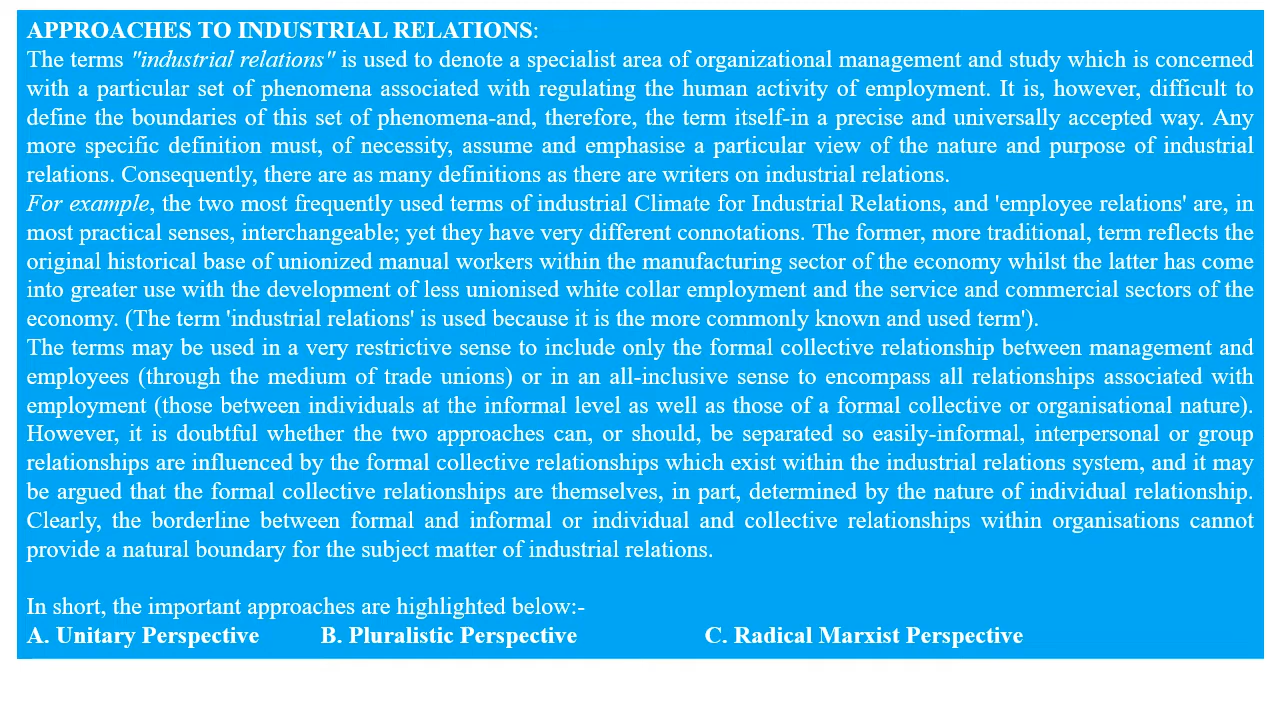 APPROACHES TO INDUSTRIAL RELATIONS:
The terms "industrial relations" is used to denote a specialist area of organizational management and study which is concerned
with a particular set of phenomena associated with regulating the human activity of employment. It is, however, difficult to
define the boundaries of this set of phenomena-and, therefore, the term itself-in a precise and universally accepted way. Any
more specific definition must, of necessity, assume and emphasise a particular view of the nature and purpose of industrial
relations. Consequently, there are as many definitions as there are writers on industrial relations.
For example, the two most frequently used terms of industrial Climate for Industrial Relations, and 'employee relations' are, in
most practical senses, interchangeable; yet they have very different connotations. The former, more traditional, term reflects the
original historical base of unionized manual workers within the manufacturing sector of the economy whilst the latter has come
into greater use with the development of less unionised white collar employment and the service and commercial sectors of the
economy. (The term 'industrial relations' is used because it is the more commonly known and used term').
The terms may be used in a very restrictive sense to include only the formal collective relationship between management and
employees (through the medium of trade unions) or in an all-inclusive sense to encompass all relationships associated with
employment (those between individuals at the informal level as well as those of a formal collective or organisational nature).
However, it is doubtful whether the two approaches can, or should, be separated so easily-informal, interpersonal or group
relationships are influenced by the formal collective relationships which exist within the industrial relations system, and it may
be argued that the formal collective relationships are themselves, in part, determined by the nature of individual relationship.
Clearly, the borderline between formal and informal or individual and collective relationships within organisations cannot
provide a natural boundary for the subject matter of industrial relations.
In short, the important approaches are highlighted below:-
A. Unitary Perspective B. Pluralistic Perspective C. Radical Marxist Perspective